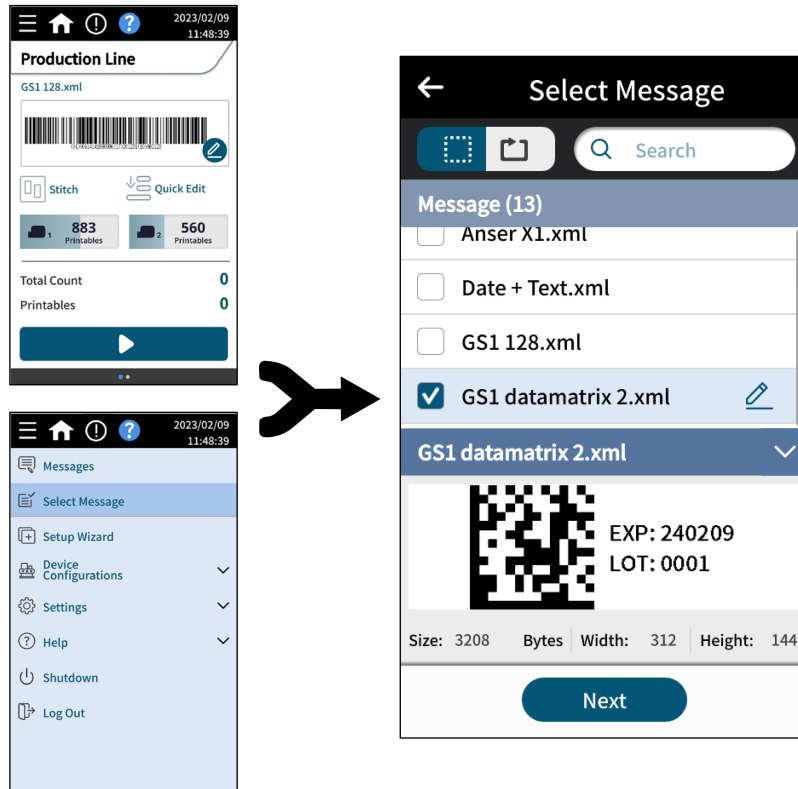 2023/02/09
11:48:39
Production Line
GS1 128.xml
Stitch
Quick Edit
1
883
Printables
2
560
Printables
Total Count 0
Printables 0
2023/02/09
11:48:39
Messages
Select Message
Setup Wizard
Device
Configurations
Settings
Help
Shutdown
Log Out
Select Message
Search
Message (13)
Anser X1.xml
Date + Text.xml
GS1 128.xml
GS1 datamatrix 2.xml
GS1 datamatrix 2.xml
EXP: 240209
LOT: 0001
Size: 3208 Bytes Width: 312 Height: 144
Next